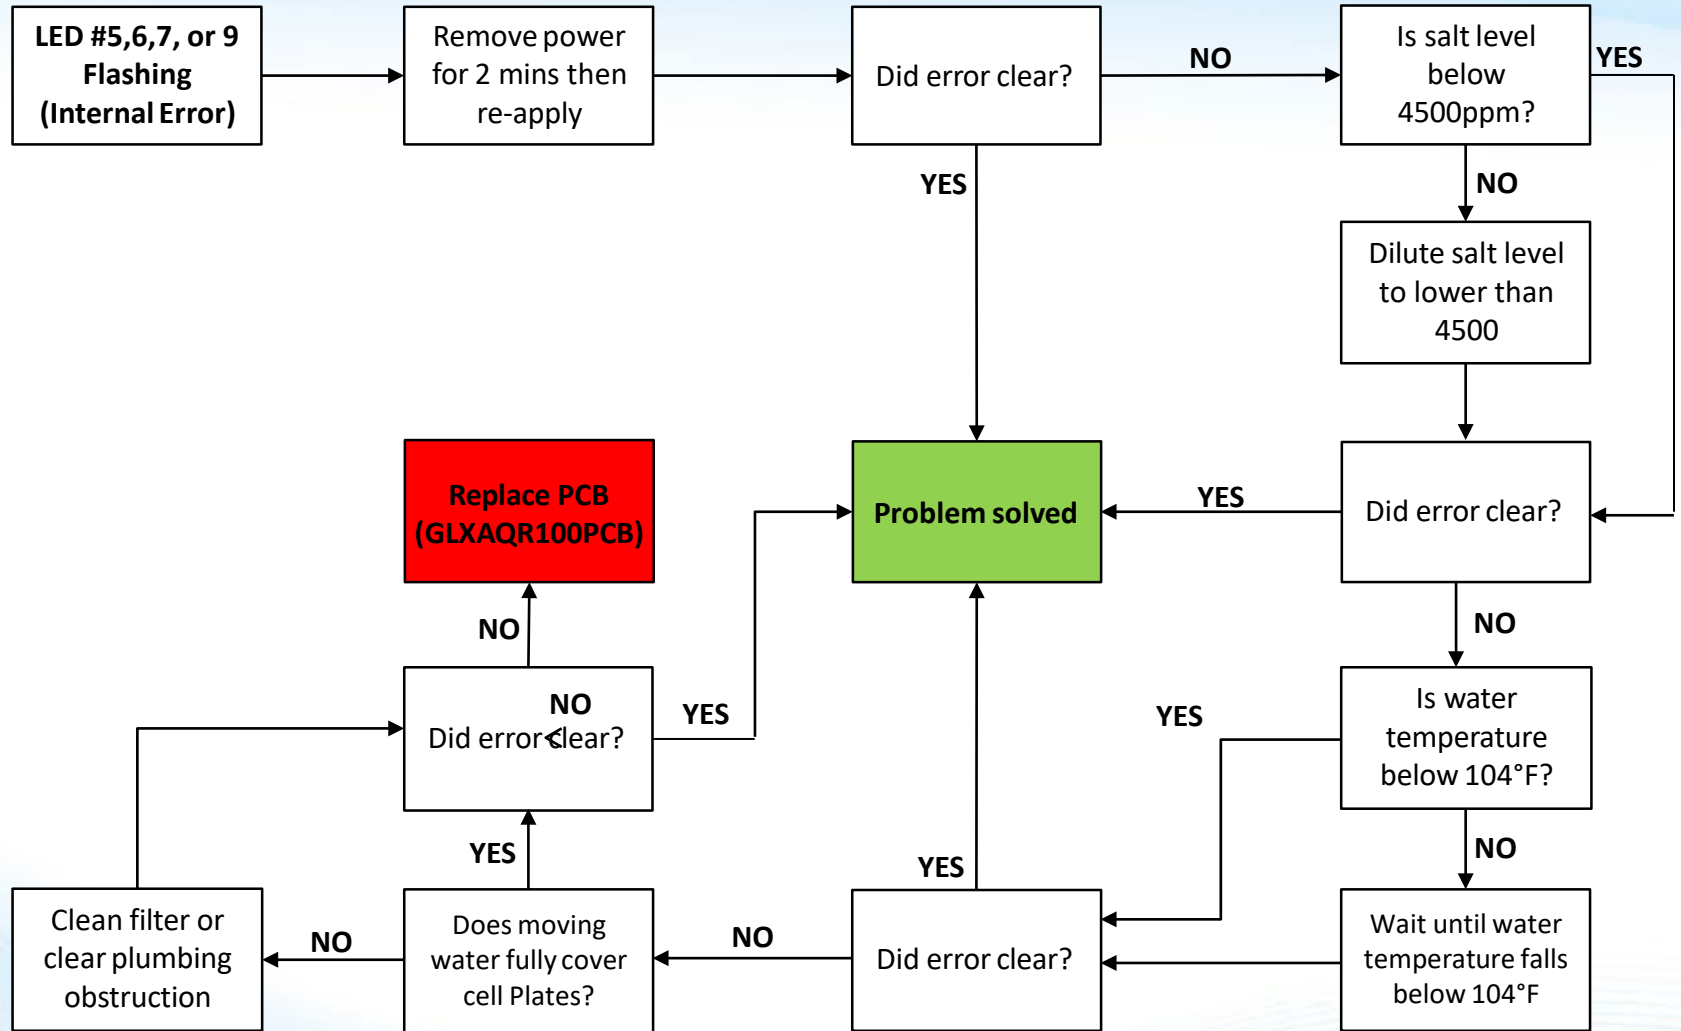 LED #5,6,7, or 9
Flashing
(Internal Error)
Remove power
for 2 mins then
re-apply
Did error clear?
NO
Is salt level
below
4500ppm?
YES
YES
NO
Dilute salt level
to lower than
4500
Replace PCB
(GLXAQR100PCB)
Problem solved
YES
Did error clear?
NO
NO
NO
Did error clear?
<
YES
YES
Is water
temperature
below 104°F?
YES
YES
NO
Clean filter or
clear plumbing
obstruction
NO
Does moving
water fully cover
cell Plates?
NO
Did error clear?
Wait until water
temperature falls
below 104°F